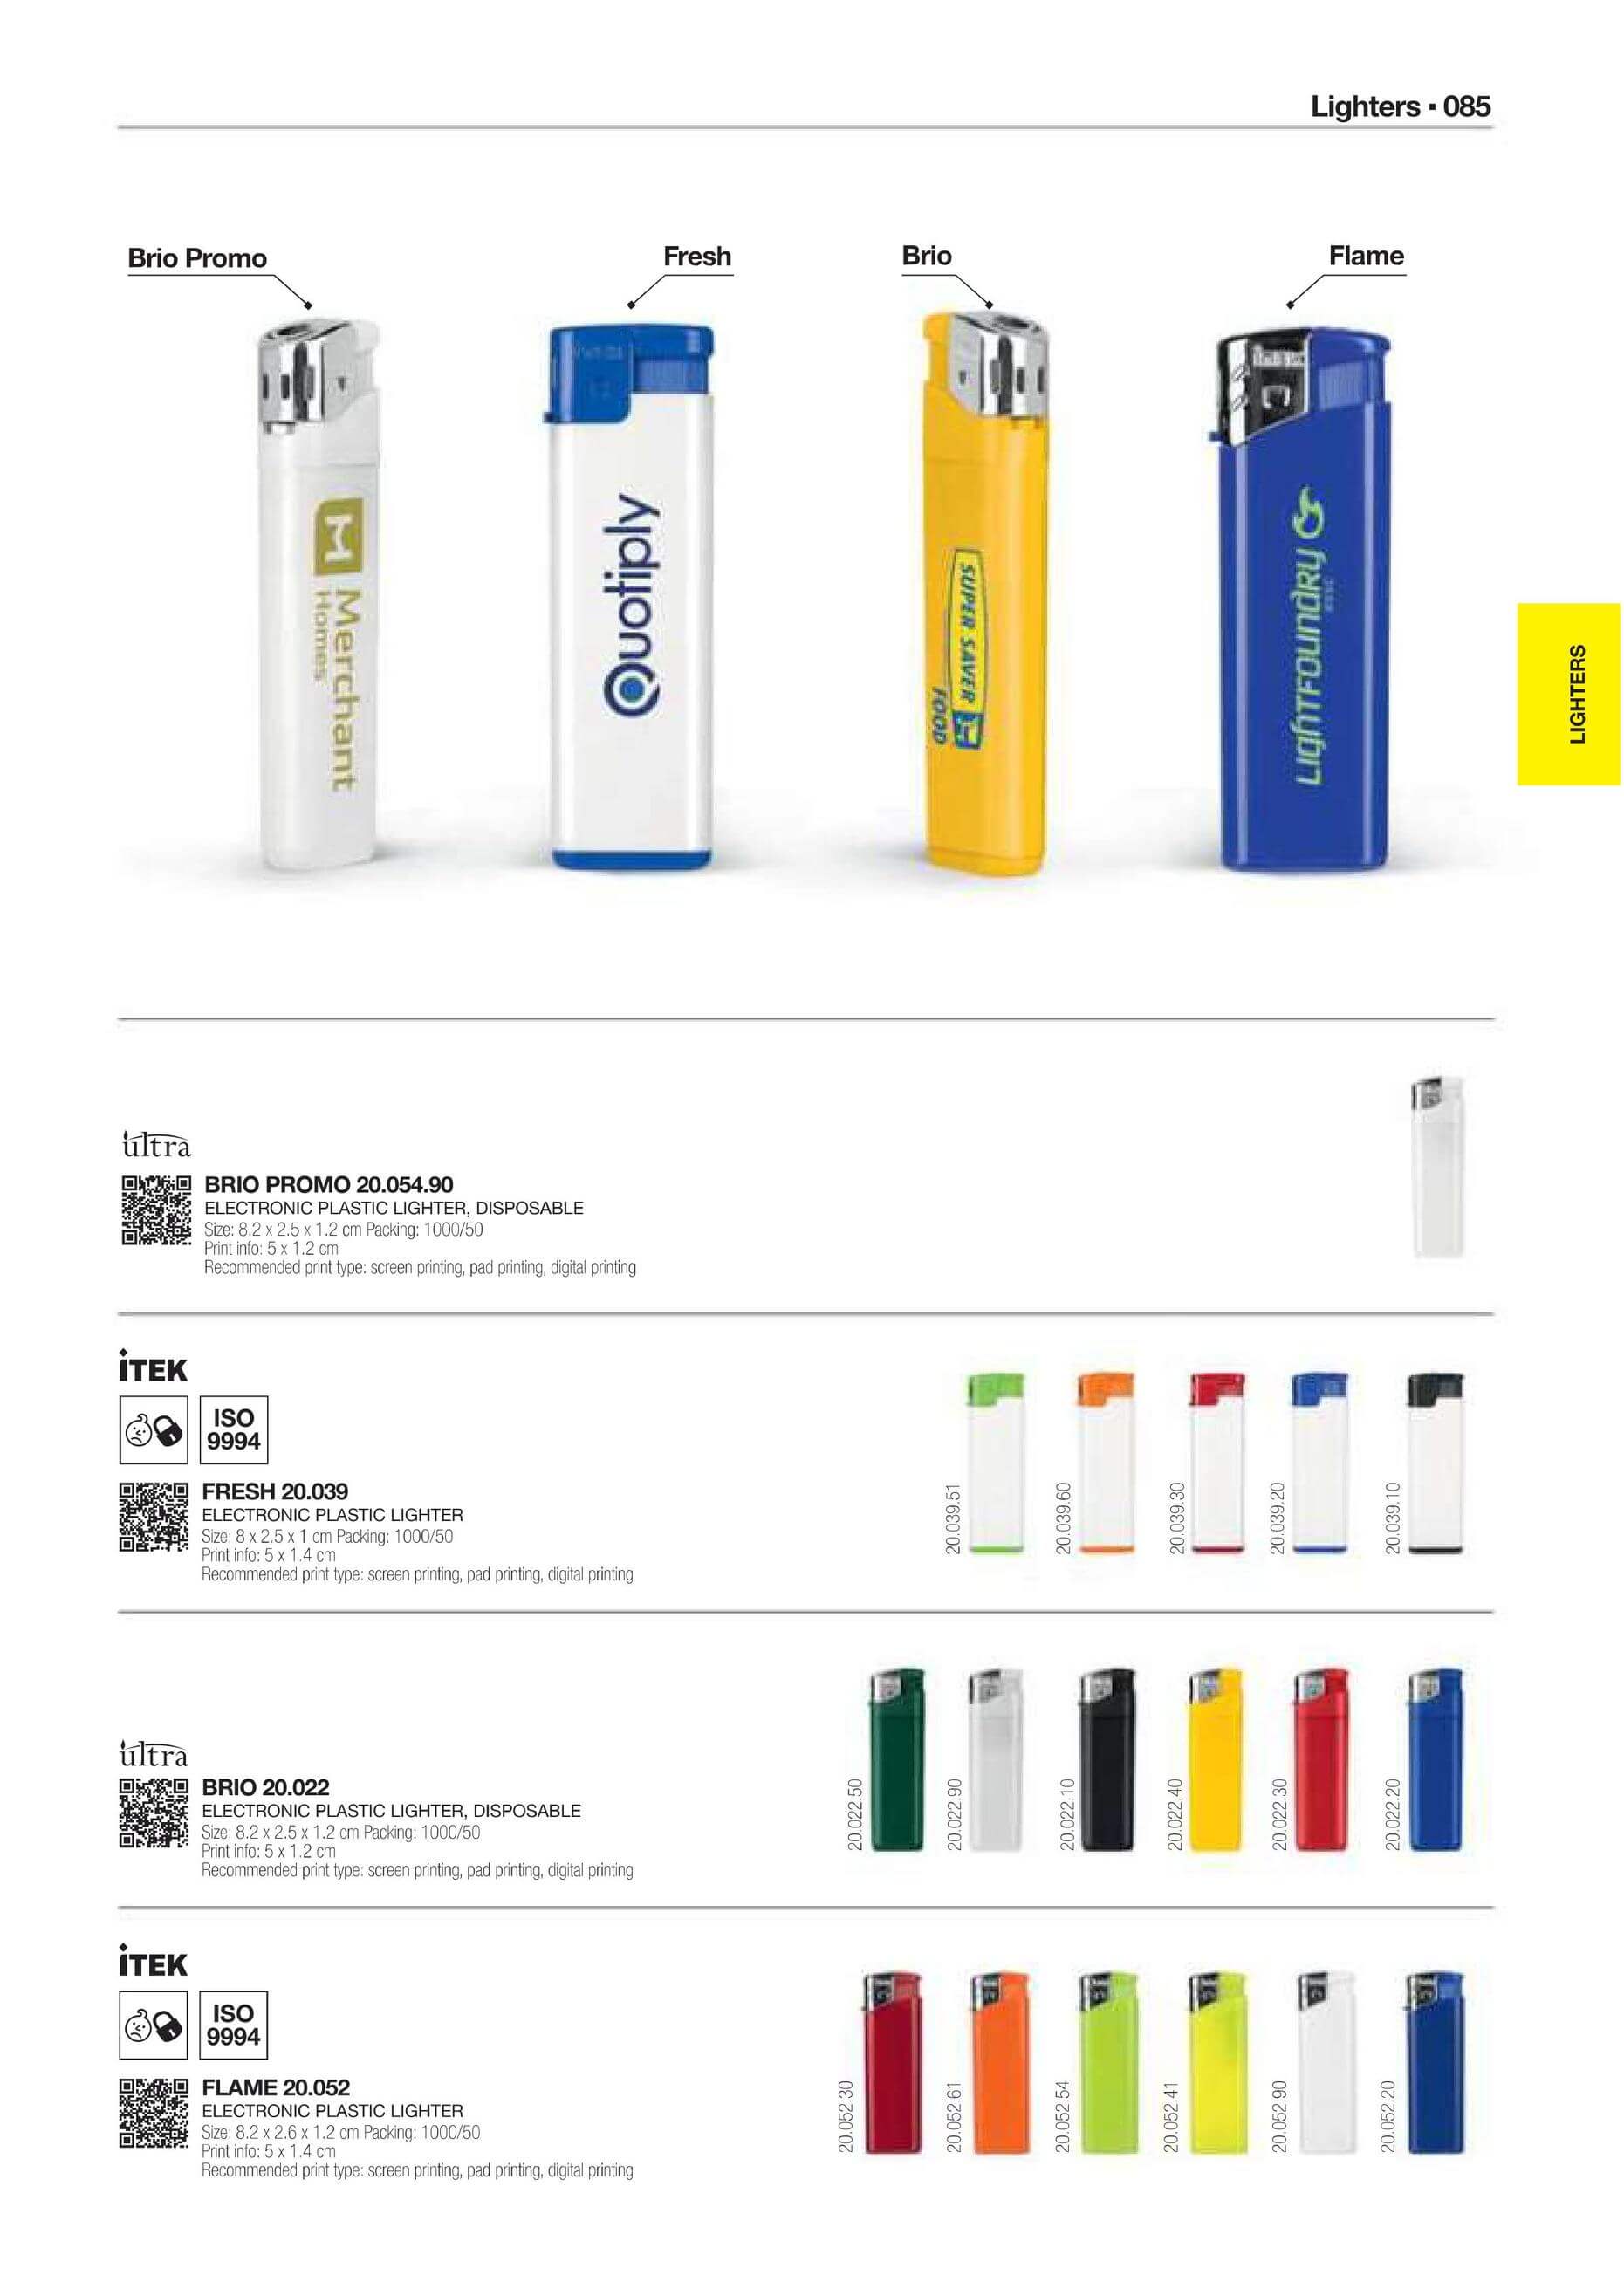 Lighters ▪ 085
Brio Promo
Fresh
Brio
Flame
M
Merchant
Homes
Quotiply
SUPER SAVER
FOOD
LIGHTFOUNDRY
LIGHTERS
ultra
BRIO PROMO 20.054.90
ELECTRONIC PLASTIC LIGHTER, DISPOSABLE
Size: 8.2 x 2.5 x 1.2 cm Packing: 1000/50
Print info: 5 x 1.2 cm
Recommended print type: screen printing, pad printing, digital printing
iTEK
ISO
9994
FRESH 20.039
ELECTRONIC PLASTIC LIGHTER
Size: 8 x 2.5 x 1 cm Packing: 1000/50
Print info: 5 x 1.4 cm
Recommended print type: screen printing, pad printing, digital printing
20.039.51
20.039.60
20.039.30
20.039.20
20.039.10
ultra
BRIO 20.022
ELECTRONIC PLASTIC LIGHTER, DISPOSABLE
Size: 8.2 x 2.5 x 1.2 cm Packing: 1000/50
Print info: 5 x 1.2 cm
Recommended print type: screen printing, pad printing, digital printing
20.022.50
20.022.90
20.022.10
20.022.40
20.022.30
20.022.20
iTEK
ISO
9994
FLAME 20.052
ELECTRONIC PLASTIC LIGHTER
Size: 8.2 x 2.6 x 1.2 cm Packing: 1000/50
Print info: 5 x 1.4 cm
Recommended print type: screen printing, pad printing, digital printing
20.052.30
20.052.61
20.052.54
20.052.41
20.052.90
20.052.20